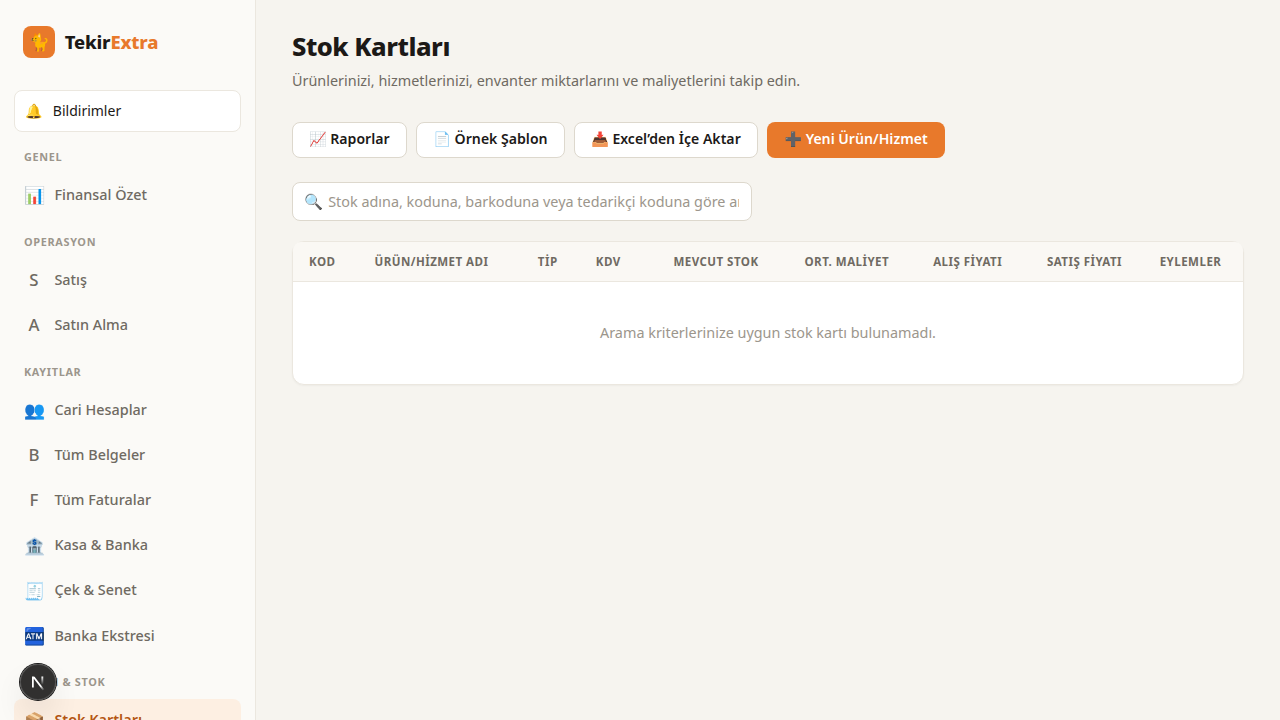 TekirExtra
Bildirimler
GENEL
Finansal Özet
OPERASYON
S Satış
A Satın Alma
KAYITLAR
Cari Hesaplar
B Tüm Belgeler
F Tüm Faturalar
Kasa & Banka
Çek & Senet
ATM Banka Ekstresi
N & STOK
Stok Kartları
Stok Kartları
Ürünlerinizi, hizmetlerinizi, envanter miktarlarını ve maliyetlerini takip edin.
Raporlar Örnek Şablon Excel'den İçe Aktar Yeni Ürün/Hizmet
Stok adına, koduna, barkoduna veya tedarikçi koduna göre
KOD ÜRÜN/HİZMET ADI TİP KDV MEVCUT STOK ORT. MALİYET ALIŞ FİYATI SATIŞ FİYATI EYLEMLER
Arama kriterlerinize uygun stok kartı bulunamadı.